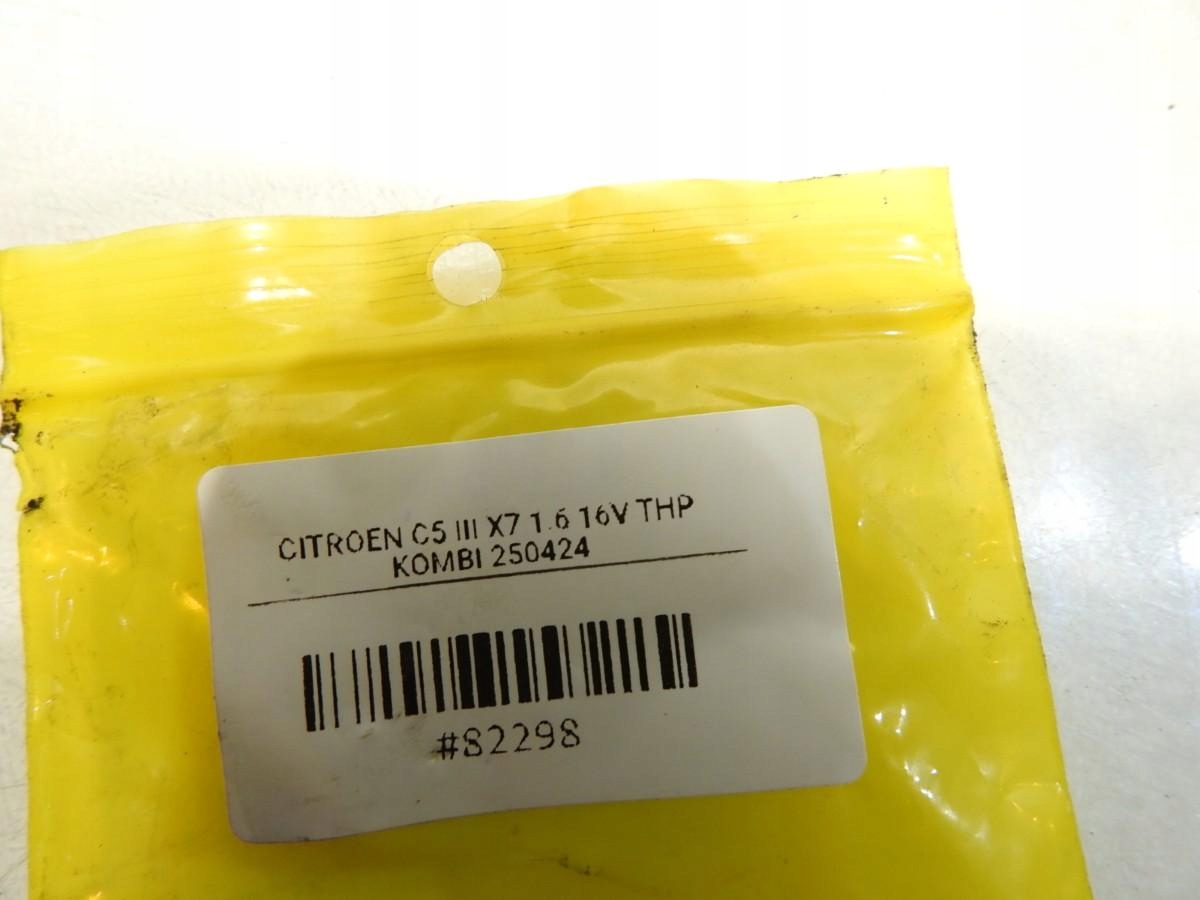 CITROEN C5 III X7 1.6 16V THP
KOMBI 250424
#82298